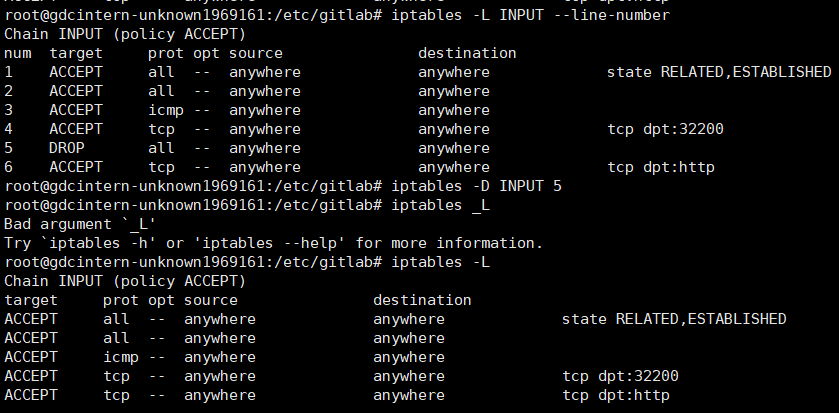 root@gdcintern-unknown1969161:/etc/gitlab# iptables -L INPUT --line-number
Chain INPUT (policy ACCEPT)
num  target     prot opt source               destination
1    ACCEPT     all  --  anywhere             anywhere             state RELATED,ESTABLISHED
2    ACCEPT     all  --  anywhere             anywhere
3    ACCEPT     icmp --  anywhere             anywhere
4    ACCEPT     tcp  --  anywhere             anywhere             tcp dpt:32200
5    DROP       all  --  anywhere             anywhere
6    ACCEPT     tcp  --  anywhere             anywhere             tcp dpt:http
root@gdcintern-unknown1969161:/etc/gitlab# iptables -D INPUT 5
root@gdcintern-unknown1969161:/etc/gitlab# iptables _L
Bad argument `_L'
Try `iptables -h' or 'iptables --help' for more information.
root@gdcintern-unknown1969161:/etc/gitlab# iptables -L
Chain INPUT (policy ACCEPT)
target     prot opt source               destination
ACCEPT     all  --  anywhere             anywhere             state RELATED,ESTABLISHED
ACCEPT     all  --  anywhere             anywhere
ACCEPT     icmp --  anywhere             anywhere
ACCEPT     tcp  --  anywhere             anywhere             tcp dpt:32200
ACCEPT     tcp  --  anywhere             anywhere             tcp dpt:http